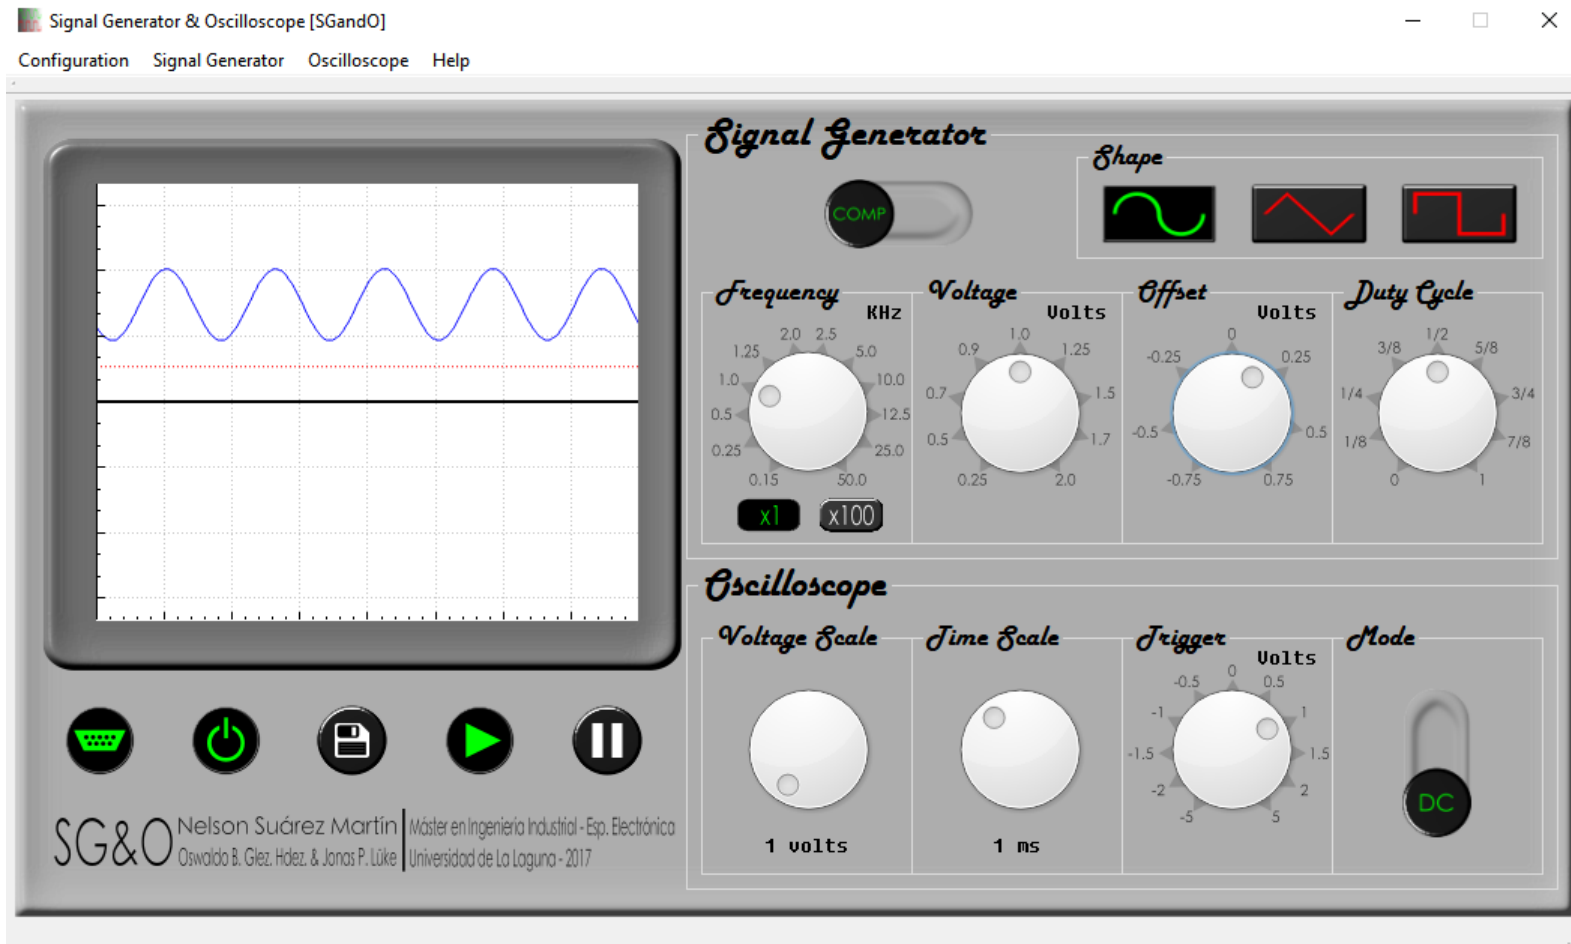 Signal Generator & Oscilloscope [SGandO]
Configuration Signal Generator Oscilloscope Help
Signal Generator
Shape
COMP
Frequency
KHz
0.15
0.25
0.5
1.0
1.25
2.0
2.5
5.0
10.0
12.5
25.0
50.0
x1 x100
Voltage
Volts
0.25
0.5
0.7
0.9
1.0
1.25
1.5
1.7
2.0
Offset
Volts
-0.75
-0.5
-0.25
0
0.25
0.5
0.75
Duty Cycle
0
1/8
1/4
3/8
1/2
5/8
3/4
7/8
1
Oscilloscope
Voltage Scale
1 volts
Time Scale
1 ms
Trigger
Volts
-5
-2
-1.5
-1
-0.5
0
0.5
1
1.5
2
5
Mode
DC
SG&O
Nelson Suárez Martín
Oswaldo B. Glez. Hdez. & Jonas P. Lüke
Máster en Ingeniería Industrial - Esp. Electrónica
Universidad de La Laguna - 2017